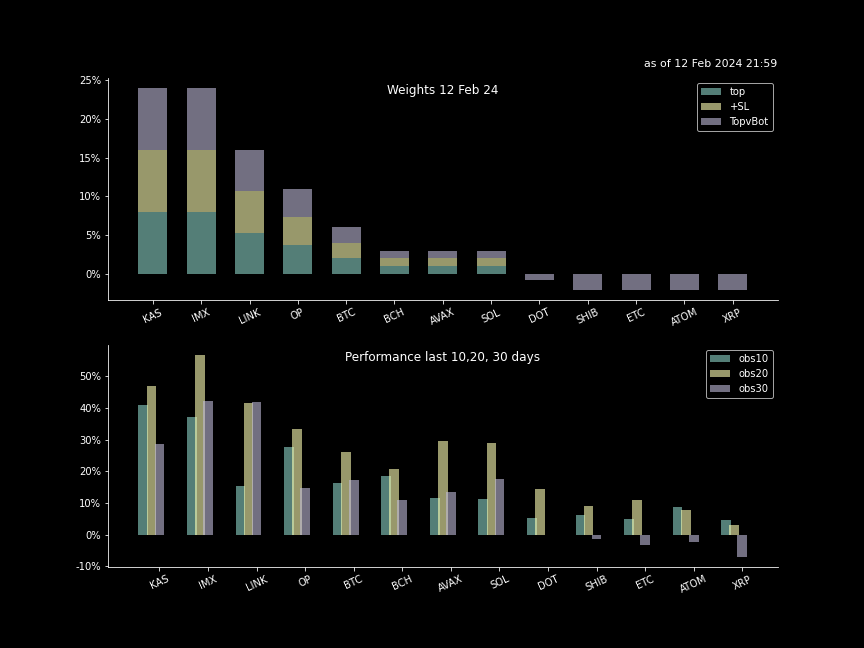 as of 12 Feb 2024 21:59
Weights 12 Feb 24
top
+SL
TopvBot
25%
20%
15%
10%
5%
0%
KAS IMX LINK OP BTC BCH AVAX SOL DOT SHIB ETC ATOM XRP
Performance last 10,20, 30 days
obs10
obs20
obs30
50%
40%
30%
20%
10%
0%
-10%
KAS IMX LINK OP BTC BCH AVAX SOL DOT SHIB ETC ATOM XRP